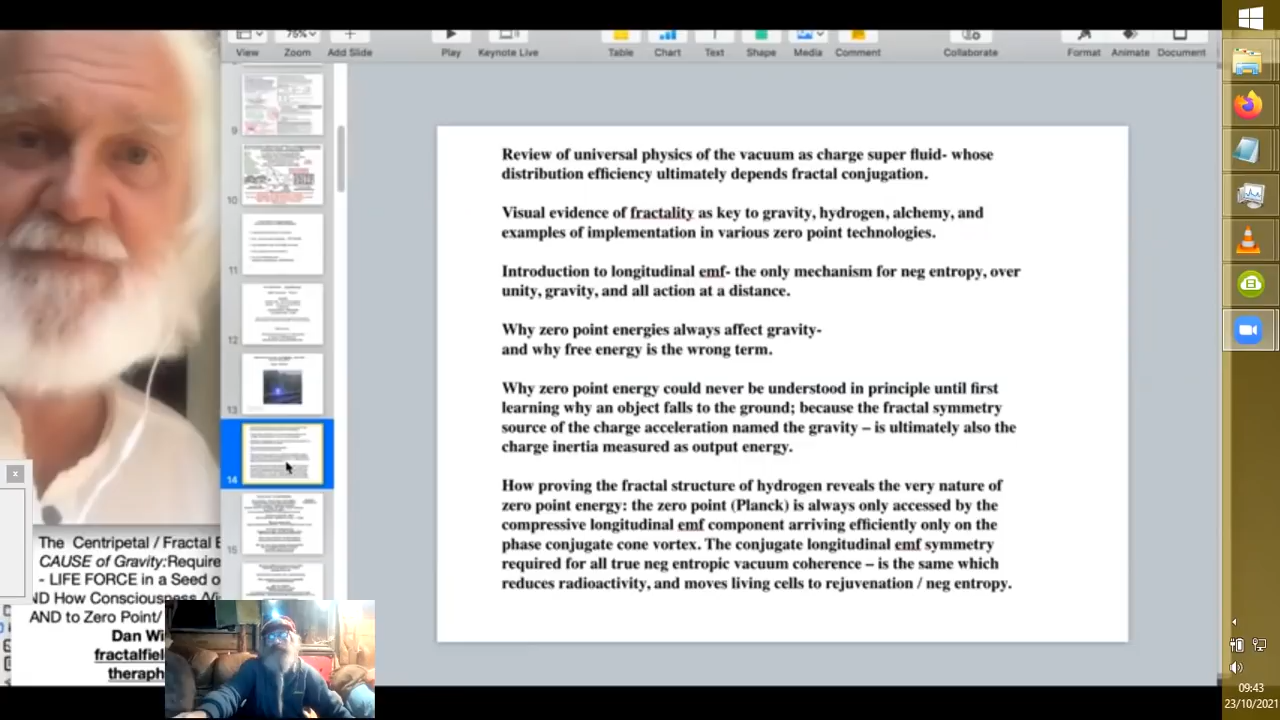 View
75%
Zoom
Add Slide
Play
Keynote Live
Table
Chart
Text
Shape
Media
Comment
Collaborate
Format
Animate
Document
9
10
11
12
13
14
15
Review of universal physics of the vacuum as charge super fluid- whose
distribution efficiency ultimately depends fractal conjugation.
Visual evidence of fractality as key to gravity, hydrogen, alchemy, and
examples of implementation in various zero point technologies.
Introduction to longitudinal emf- the only mechanism for neg entropy, over
unity, gravity, and all action at a distance.
Why zero point energies always affect gravity-
and why free energy is the wrong term.
Why zero point energy could never be understood in principle until first
learning why an object falls to the ground; because the fractal symmetry
source of the charge acceleration named the gravity – is ultimately also the
charge inertia measured as output energy.
How proving the fractal structure of hydrogen reveals the very nature of
zero point energy: the zero point (Planck) is always only accessed by the
compressive longitudinal emf component arriving efficiently only on the
phase conjugate cone vortex. The conjugate longitudinal emf symmetry
required for all true neg energy vacuum coherence – is the same which
reduces radioactivity, and moves living cells to rejuvenation / neg entropy.
x
The Centripetal / Fractal
CAUSE of Gravity:Require
- LIFE FORCE in a Seed o
ND How Consciousness
AND to Zero Point/
Dan Wi
fractalfiel
theraph
09:43
23/10/2021